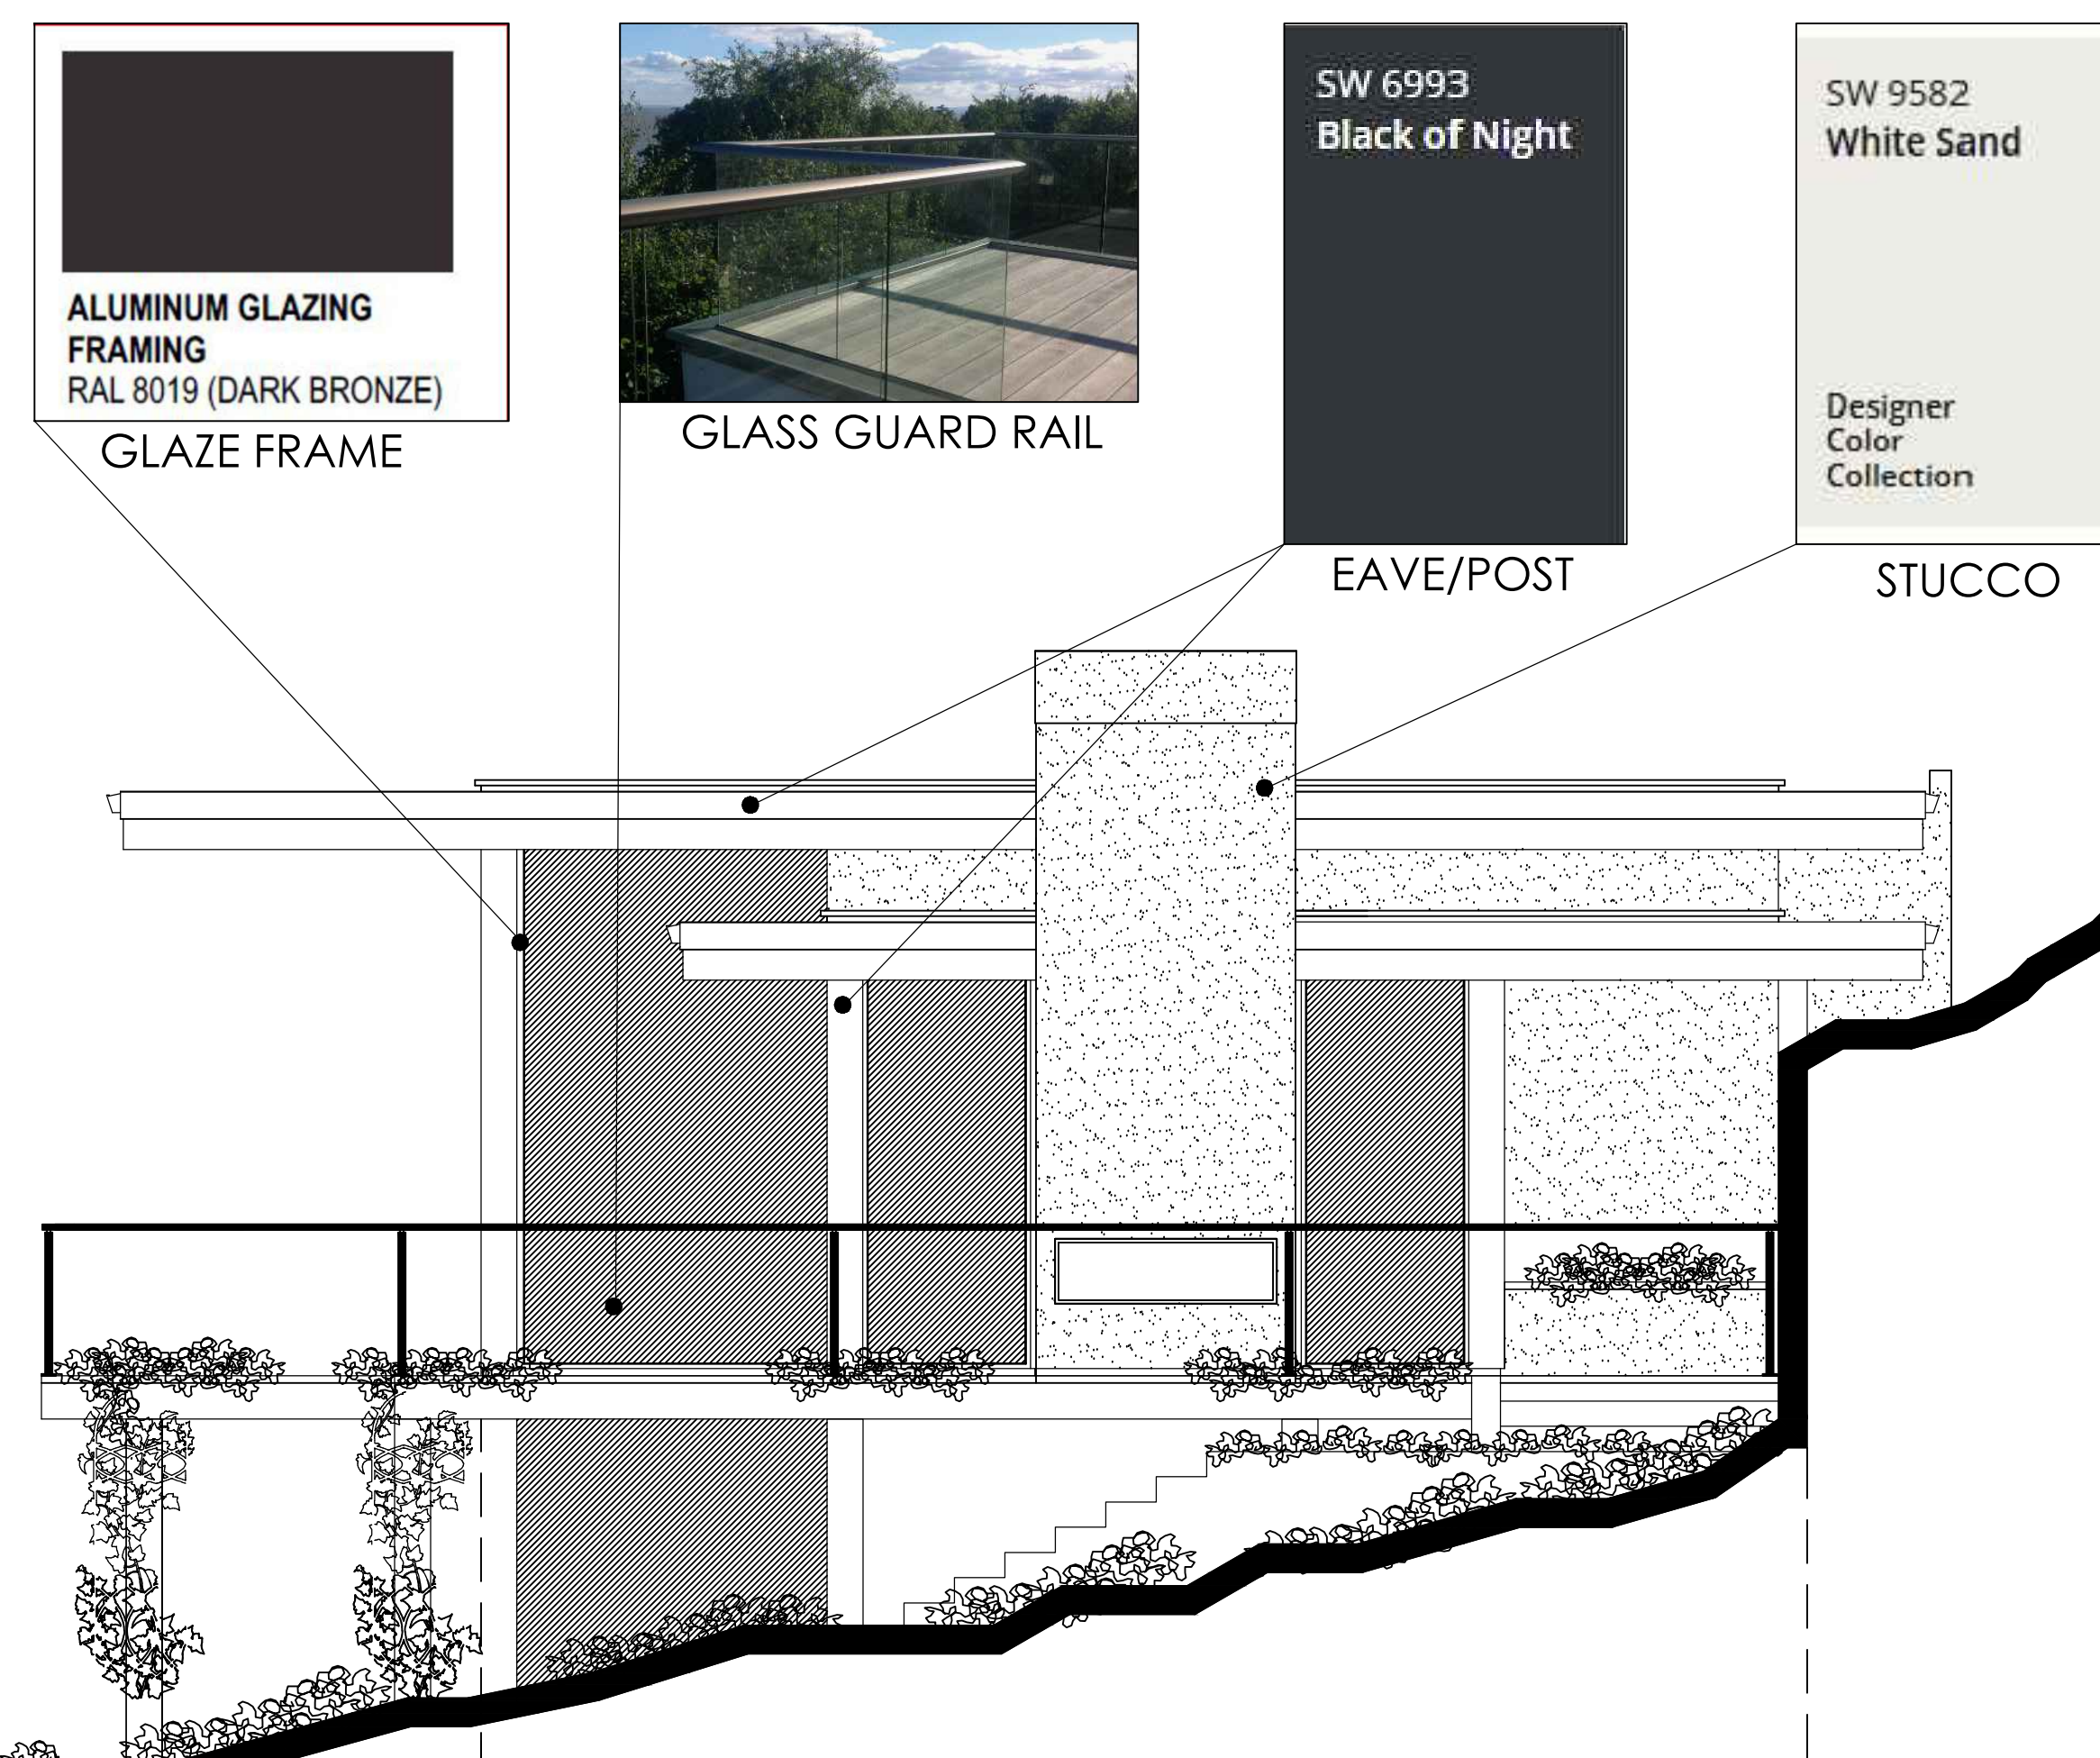 ALUMINUM GLAZING
FRAMING
RAL 8019 (DARK BRONZE)
GLAZE FRAME
GLASS GUARD RAIL
SW 6993
Black of Night
EAVE/POST
SW 9582
White Sand
Designer
Color
Collection
STUCCO